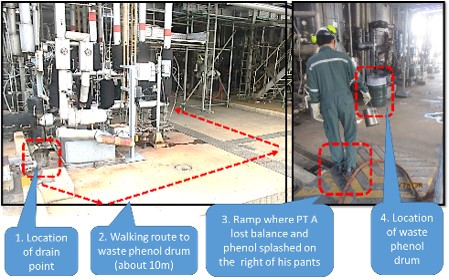 1. Location
of drain
point
2. Walking route to
waste phenol drum
(about 10m)
3. Ramp where PT A
lost balance and
phenol splashed on
the right of his pants
4. Location
of waste
phenol
drum